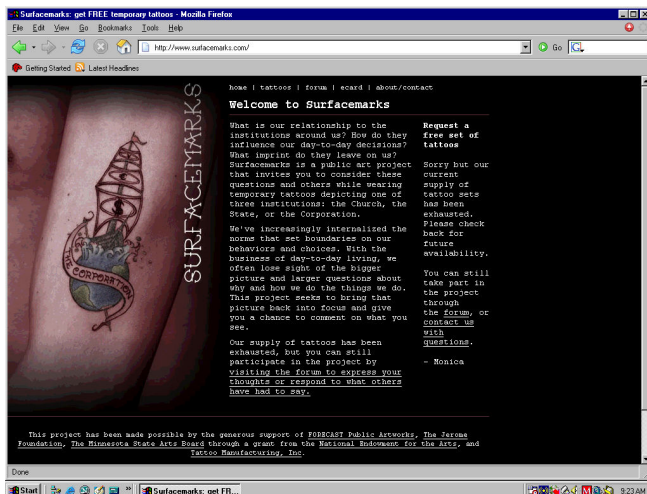 Surfacemarks: get FREE temporary tattoos - Mozilla Firefox
File Edit View Go Bookmarks Tools Help
http://www.surfacemarks.com/
Go
G
Getting Started
Latest Headlines
SURFACEMARKS
THE CORPORATION
home | tattoos | forum | ecard | about/contact
Welcome to Surfacemarks
What is our relationship to the
institutions around us? How do they
influence our day-to-day decisions?
What imprint do they leave on us?
Surfacemarks is a public art project
that invites you to consider these
questions and others while wearing
temporary tattoos depicting one of
three institutions: the Church, the
State, or the Corporation.
We've increasingly internalized the
norms that set boundaries on our
behaviors and choices. With the
business of day-to-day living, we
often lose sight of the bigger
picture and larger questions about
why and how we do the things we do.
This project seeks to bring that
picture back into focus and give
you a chance to comment on what you
see.
Our supply of tattoos has been
exhausted, but you can still
participate in the project by
visiting the forum to express your
thoughts or respond to what others
have had to say.
Request a
free set of
tattoos
Sorry but our
current
supply of
tattoo sets
has been
exhausted.
Please check
back for
future
availability.
You can still
take part in
the project
through
the forum, or
contact us
with
questions.
- Monica
This project has been made possible by the generous support of FORECAST Public Artworks, The Jerome
Foundation, The Minnesota State Arts Board through a grant from the National Endowment for the Arts, and
Tattoo Manufacturing, Inc.
Done
Start
Surfacemarks: get FR...
9:23 AM